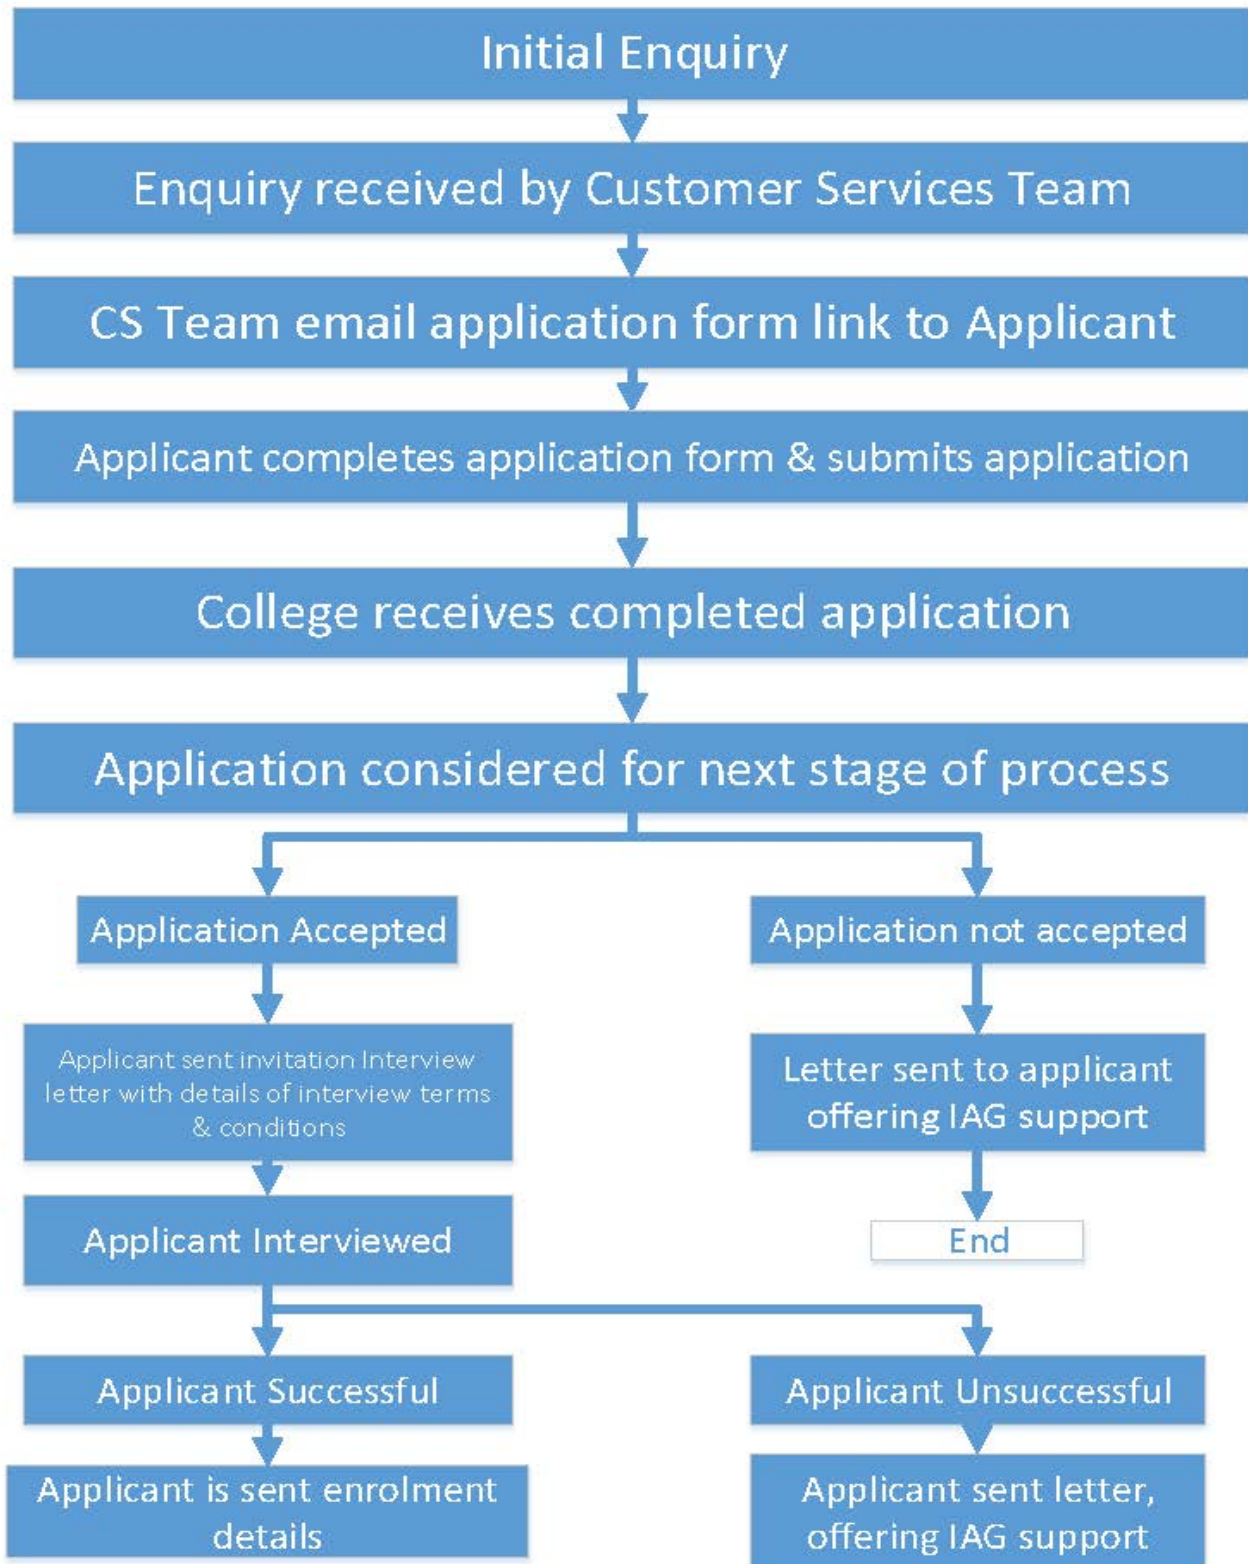 Initial Enquiry
Enquiry received by Customer Services Team
CS Team email application form link to Applicant
Applicant completes application form & submits application
College receives completed application
Application considered for next stage of process
Application Accepted
Application not accepted
Applicant sent invitation Interview
letter with details of interview terms
& conditions
Letter sent to applicant
offering IAG support
Applicant Interviewed
End
Applicant Successful
Applicant Unsuccessful
Applicant is sent enrolment
details
Applicant sent letter,
offering IAG support